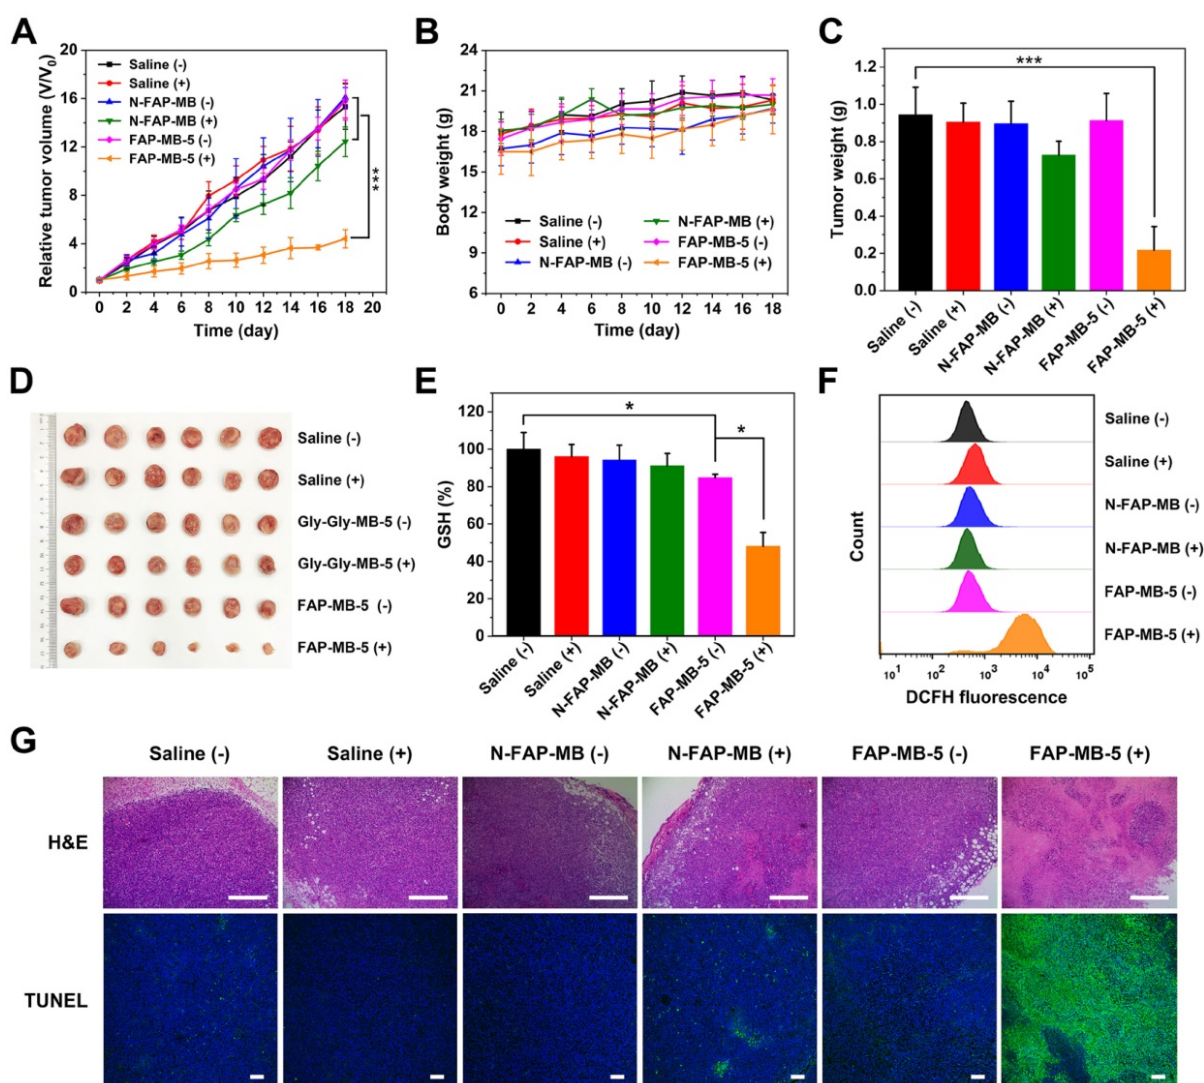 A
Relative tumor volume (V/V0)
20
16
12
8
4
0
Saline (-)
Saline (+)
N-FAP-MB (-)
N-FAP-MB (+)
FAP-MB-5 (-)
FAP-MB-5 (+)
***
0 2 4 6 8 10 12 14 16 18 20
Time (day)
B
Body weight (g)
24
21
18
15
12
9
6
Saline (-)
Saline (+)
N-FAP-MB (-)
N-FAP-MB (+)
FAP-MB-5 (-)
FAP-MB-5 (+)
0 2 4 6 8 10 12 14 16 18
Time (day)
C
Tumor weight (g)
1.2
1.0
0.8
0.6
0.4
0.2
0.0
***
Saline (-)
Saline (+)
N-FAP-MB (-)
N-FAP-MB (+)
FAP-MB-5 (-)
FAP-MB-5 (+)
D
Saline (-)
Saline (+)
Gly-Gly-MB-5 (-)
Gly-Gly-MB-5 (+)
FAP-MB-5 (-)
FAP-MB-5 (+)
E
GSH (%)
120
100
80
60
40
20
0
*
*
Saline (-)
Saline (+)
N-FAP-MB (-)
N-FAP-MB (+)
FAP-MB-5 (-)
FAP-MB-5 (+)
F
Count
Saline (-)
Saline (+)
N-FAP-MB (-)
N-FAP-MB (+)
FAP-MB-5 (-)
FAP-MB-5 (+)
10¹ 10² 10³ 10⁴ 10⁵
DCFH fluorescence
G
Saline (-) Saline (+) N-FAP-MB (-) N-FAP-MB (+) FAP-MB-5 (-) FAP-MB-5 (+)
H&E
TUNEL